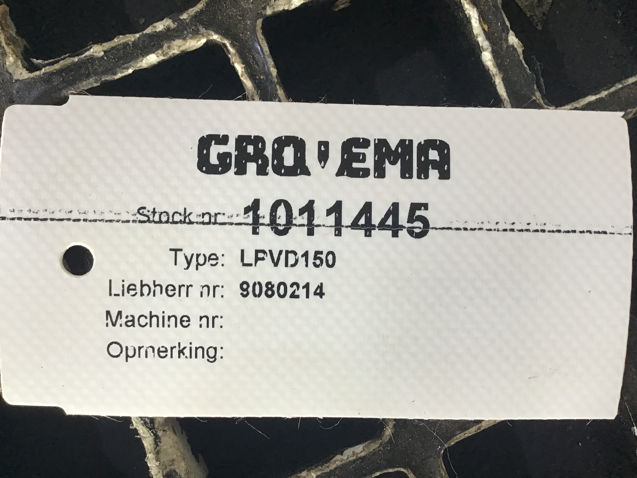 GRO EMA
Stock nr: 1011445
Type: LPVD150
Liebherr nr: 9080214
Machine nr:
Opmerking: